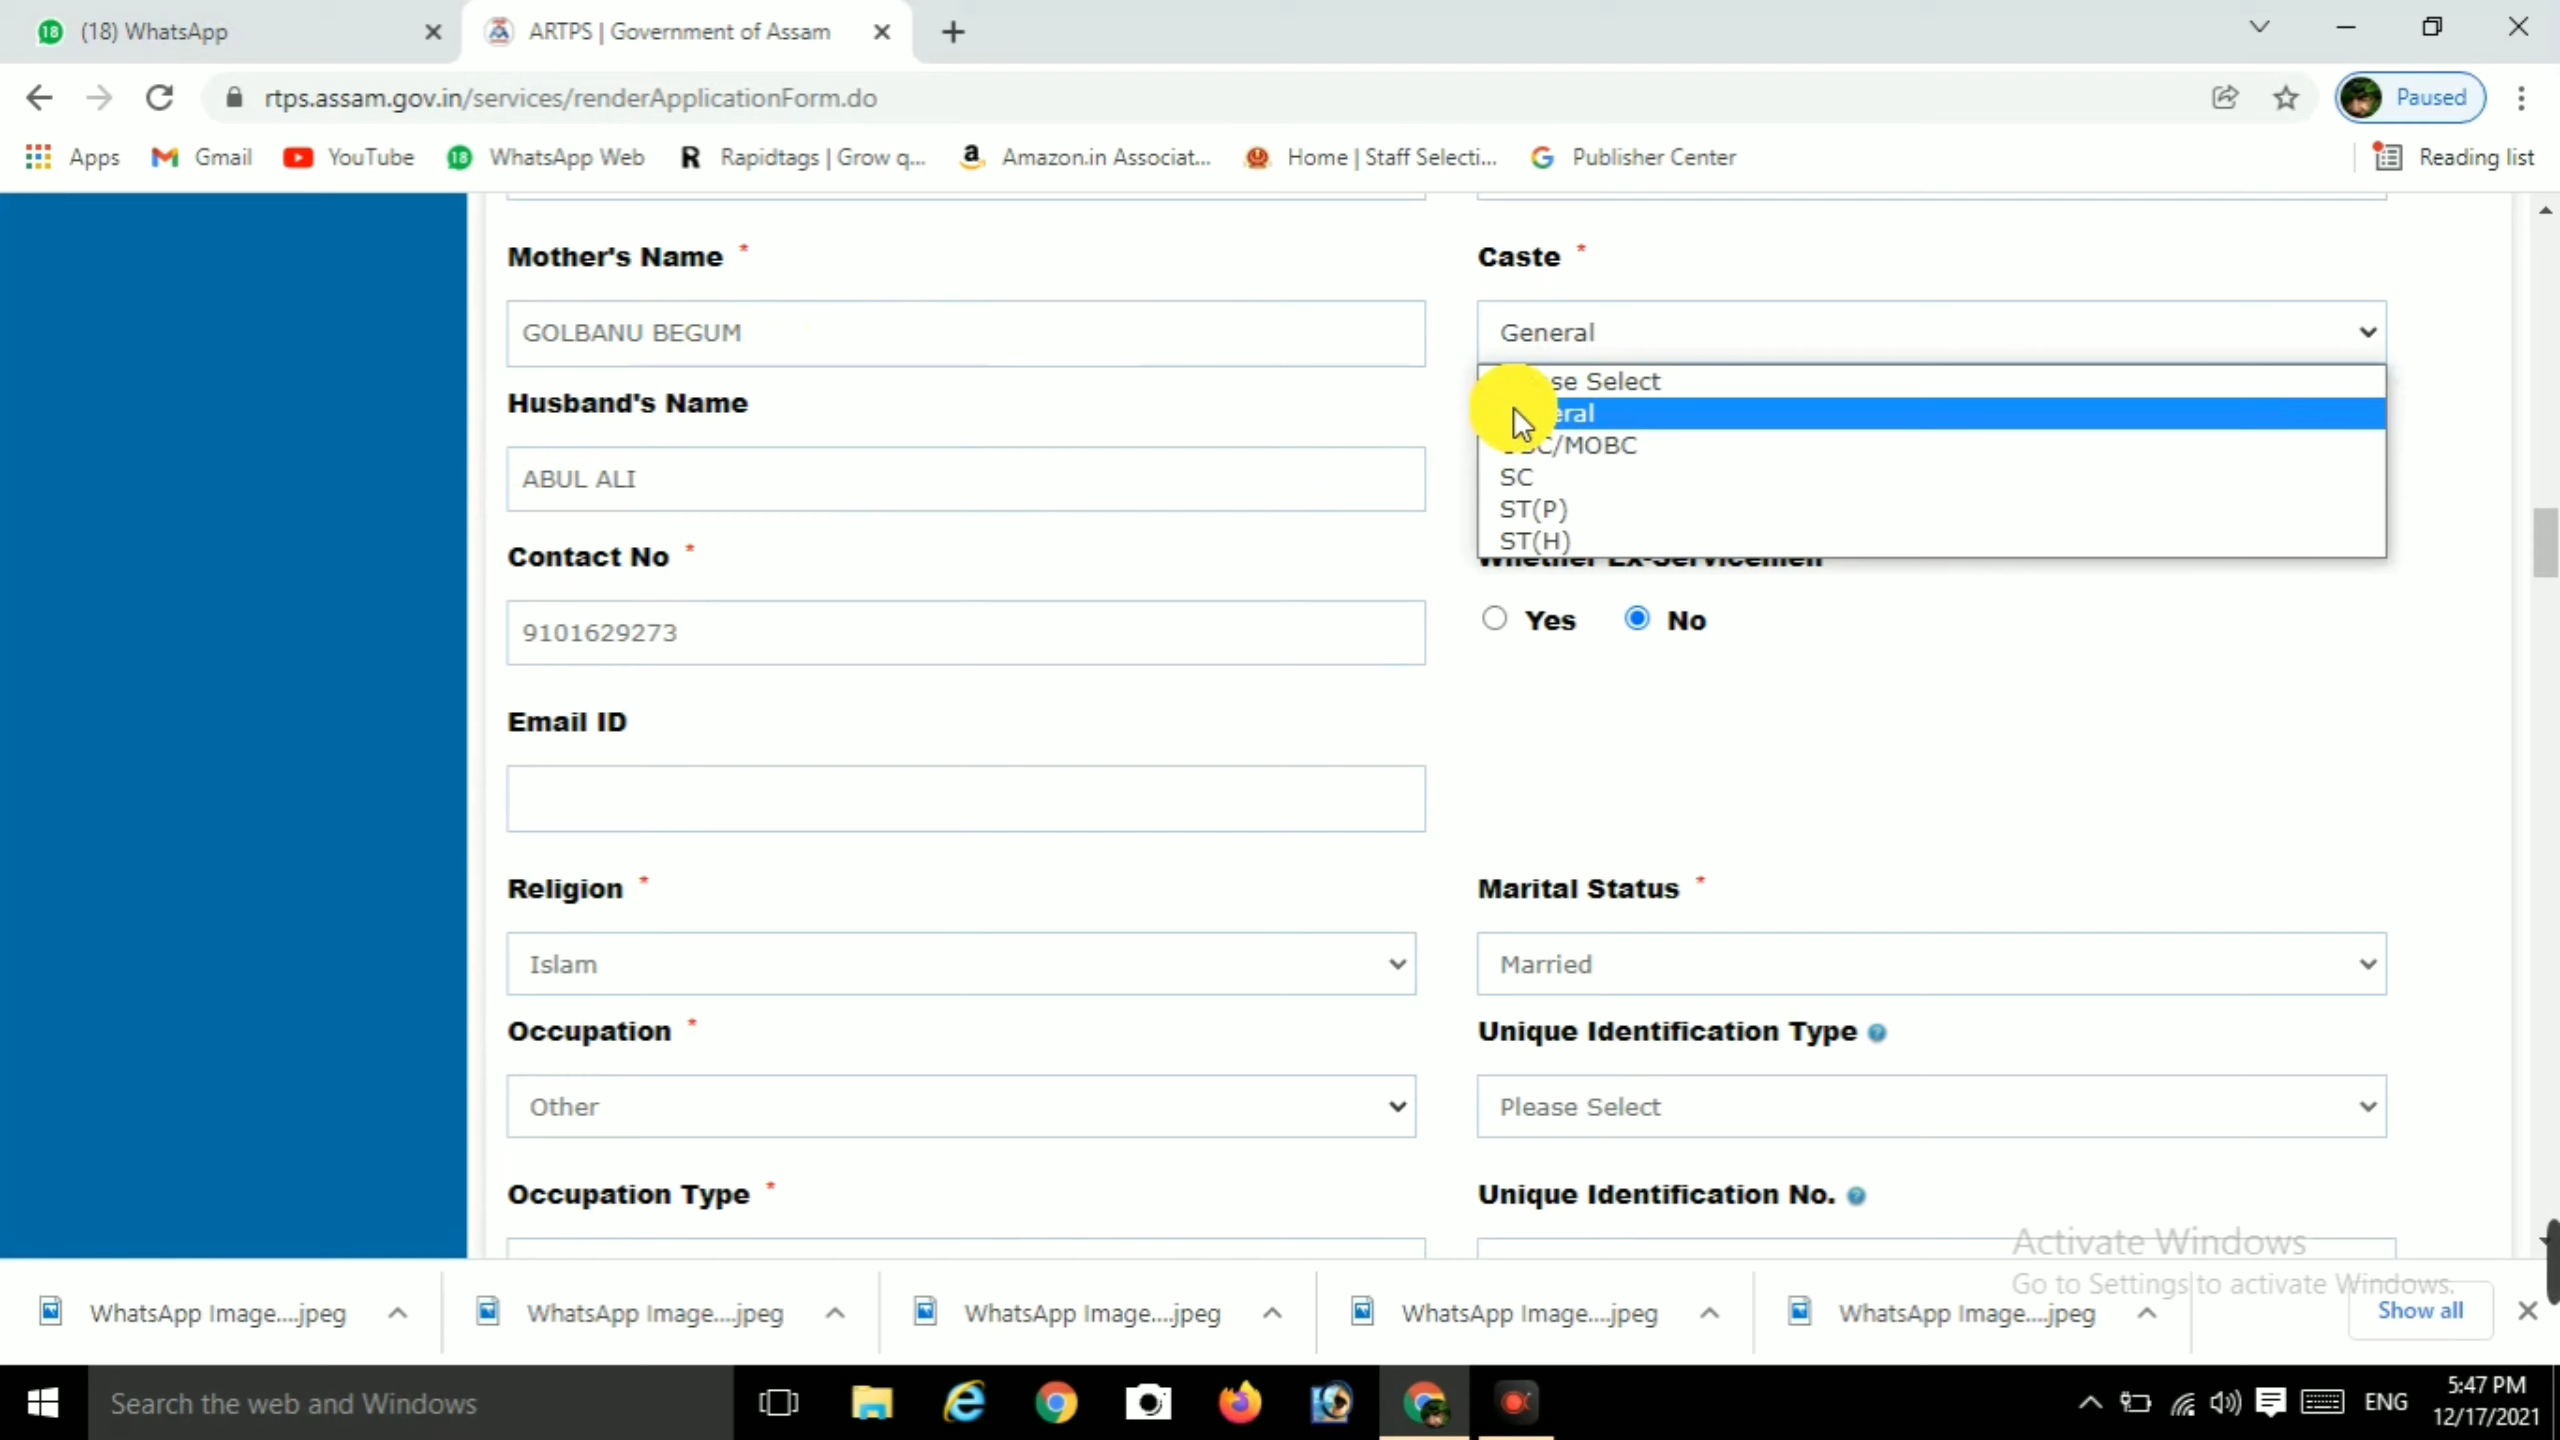 (18) WhatsApp
ARTPS | Government of Assam
rtps.assam.gov.in/services/renderApplicationForm.do
Paused
Apps
Gmail
YouTube
18
WhatsApp Web
Rapidtags | Grow q...
Amazon.in Associat...
Home | Staff Selecti...
Publisher Center
Reading list
Mother's Name *
Caste *
GOLBANU BEGUM
General
se Select
eral
C/MOBC
SC
ST(P)
ST(H)
Husband's Name
ABUL ALI
Contact No *
Whether Ex-Servicemen
9101629273
Yes
No
Email ID
Religion *
Marital Status *
Islam
Married
Occupation *
Unique Identification Type
Other
Please Select
Occupation Type *
Unique Identification No.
Activate Windows
Go to Settings to activate Windows.
WhatsApp Image....jpeg
WhatsApp Image....jpeg
WhatsApp Image....jpeg
WhatsApp Image....jpeg
WhatsApp Image....jpeg
Show all
Search the web and Windows
ENG
5:47 PM
12/17/2021